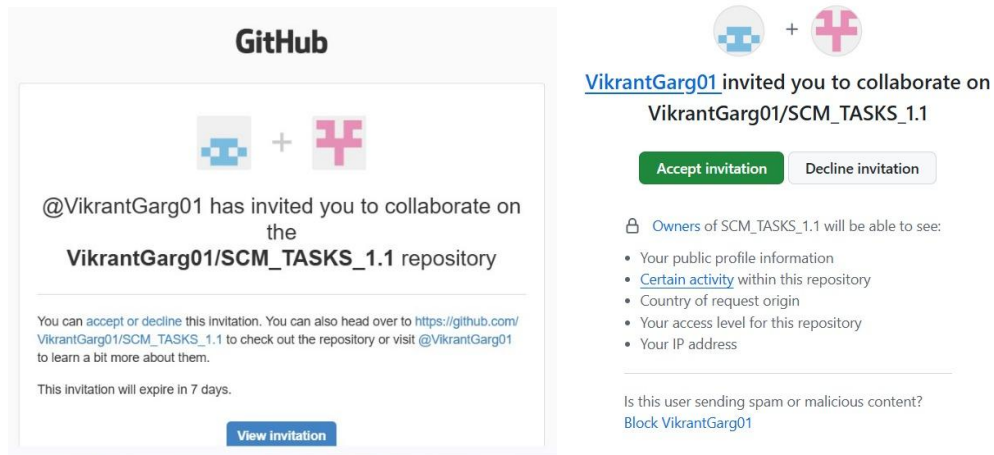 GitHub
@VikrantGarg01 has invited you to collaborate on
the
VikrantGarg01/SCM_TASKS_1.1 repository
You can accept or decline this invitation. You can also head over to https://github.com/
VikrantGarg01/SCM_TASKS_1.1 to check out the repository or visit @VikrantGarg01
to learn a bit more about them.
This invitation will expire in 7 days.
View invitation
VikrantGarg01 invited you to collaborate on
VikrantGarg01/SCM_TASKS_1.1
Accept invitation
Decline invitation
Owners of SCM_TASKS_1.1 will be able to see:
• Your public profile information
• Certain activity within this repository
• Country of request origin
• Your access level for this repository
• Your IP address
Is this user sending spam or malicious content?
Block VikrantGarg01